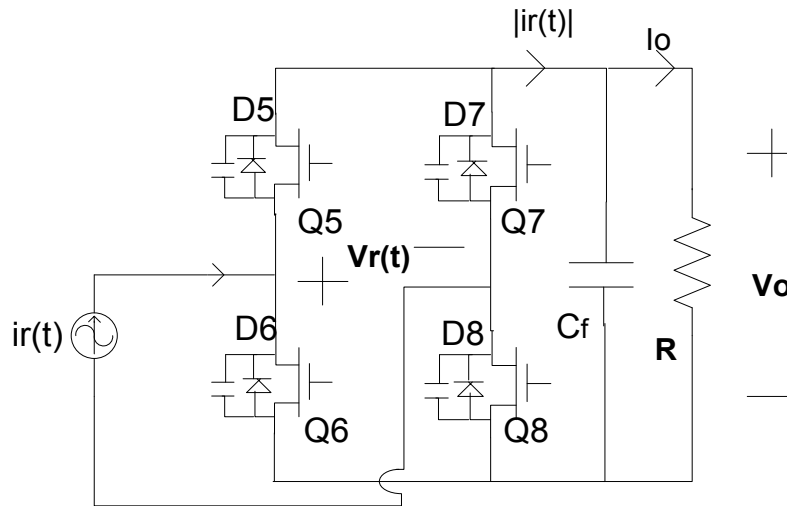 |ir(t)|
Io
D5
D7
Q5
Q7
Vr(t)
ir(t)
D6
D8
Cf
R
Vo
Q6
Q8